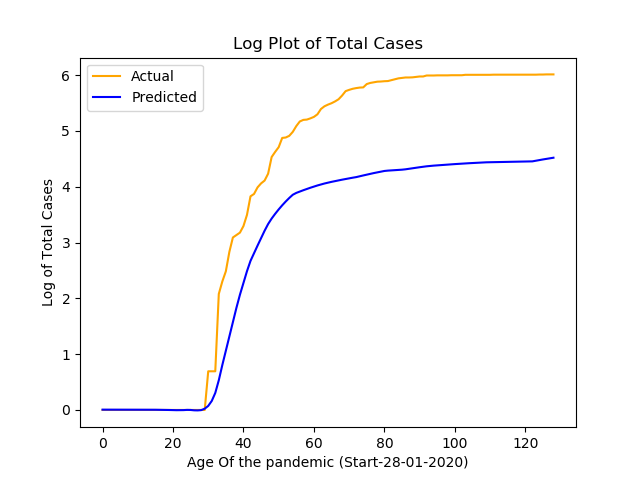 Log Plot of Total Cases
Actual
Predicted
6
5
4
3
2
1
0
Log of Total Cases
0 20 40 60 80 100 120
Age Of the pandemic (Start-28-01-2020)